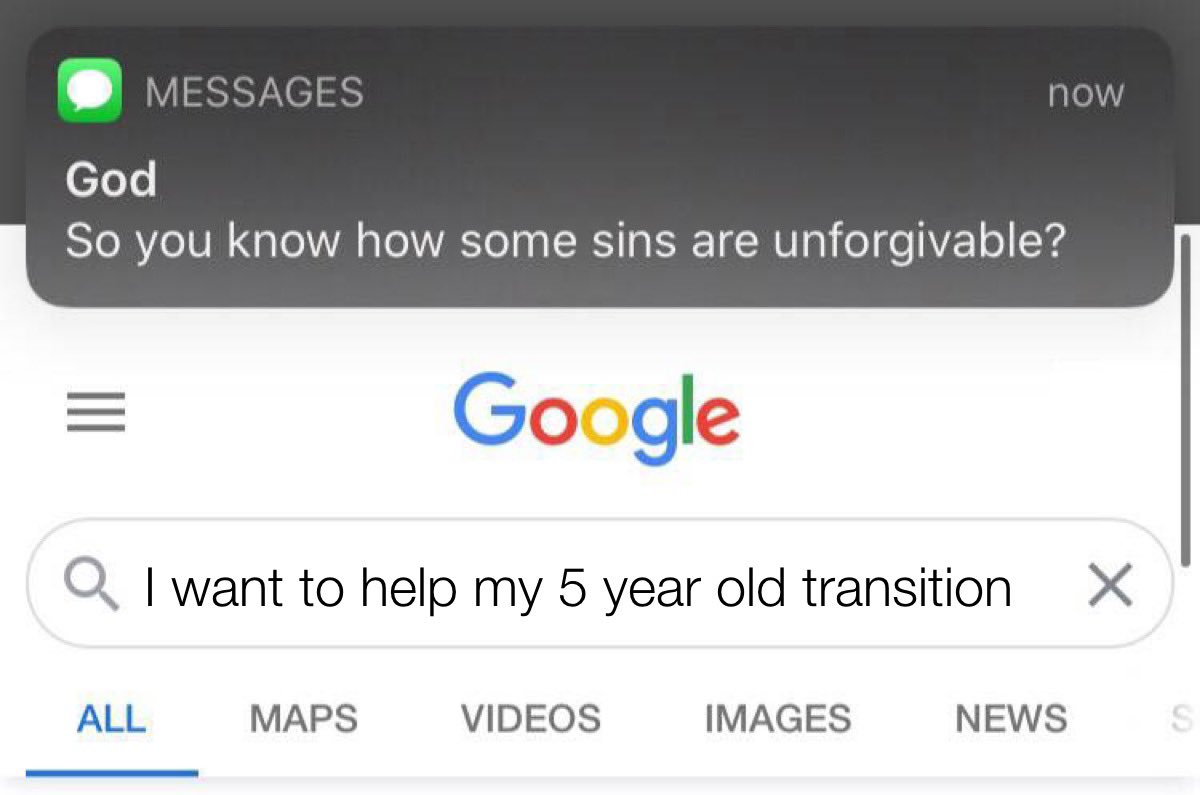 MESSAGES now
God
So you know how some sins are unforgivable?
Google
I want to help my 5 year old transition
ALL MAPS VIDEOS IMAGES NEWS S